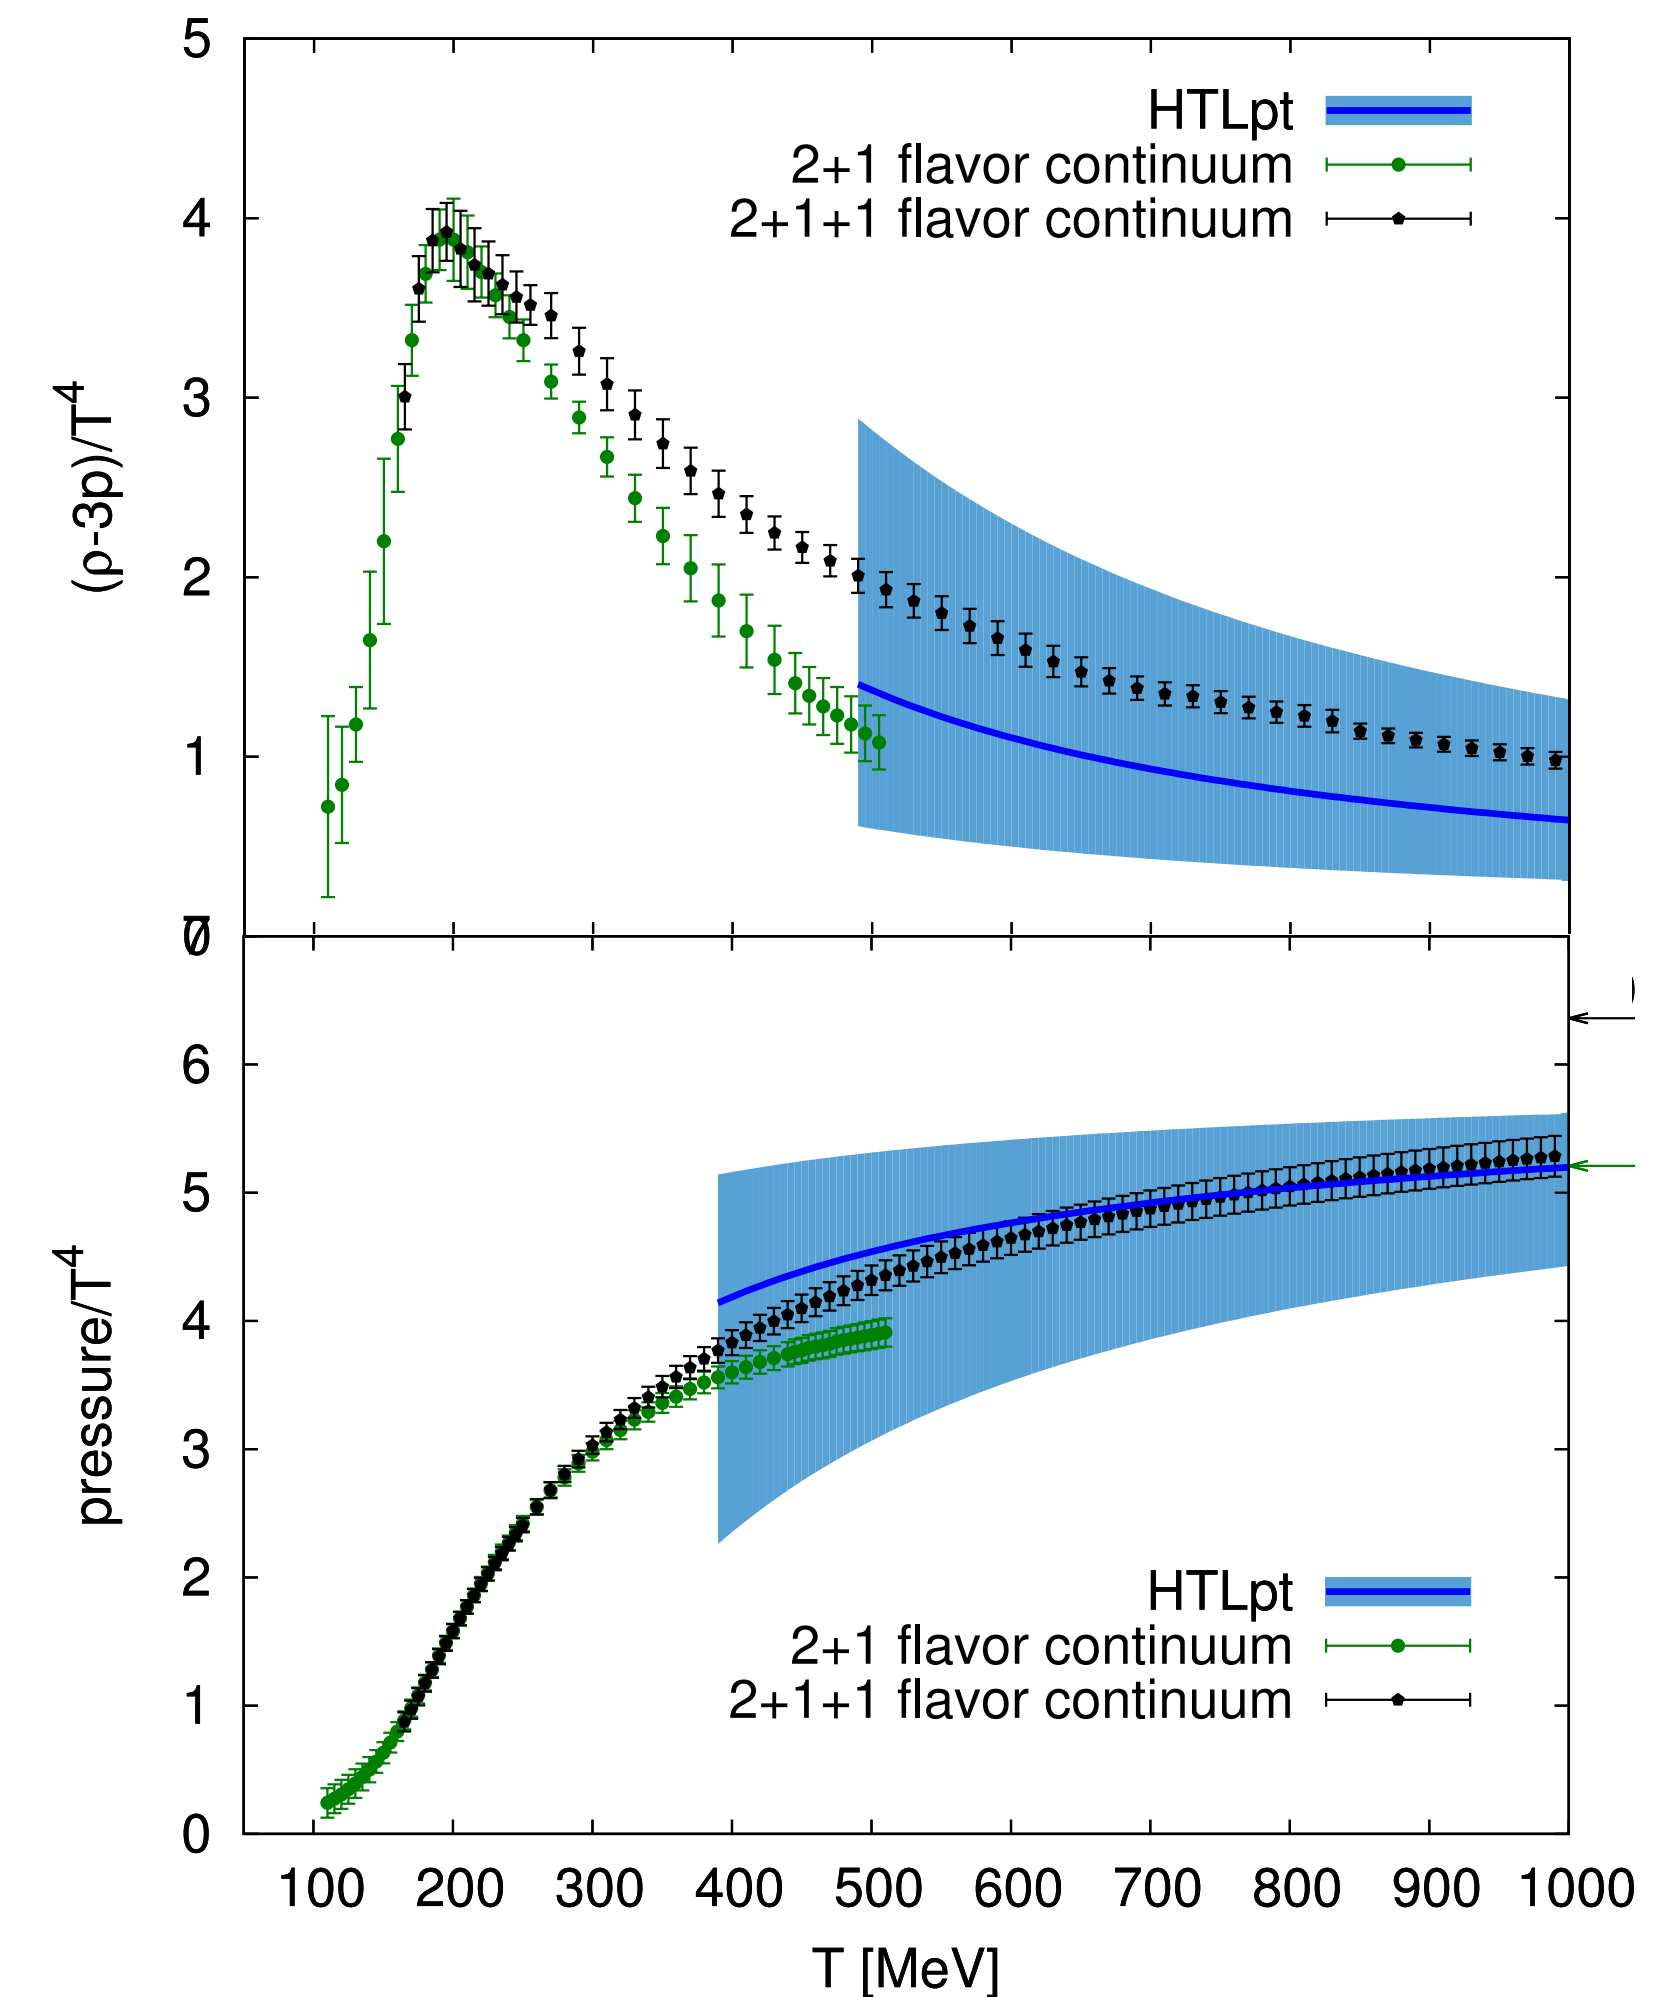 5
HTLpt
2+1 flavor continuum
2+1+1 flavor continuum
4
3
(ρ-3p)/T⁴
2
1
0
7
6
5
4
pressure/T⁴
3
HTLpt
2
2+1 flavor continuum
2+1+1 flavor continuum
1
0
100 200 300 400 500 600 700 800 900 1000
T [MeV]